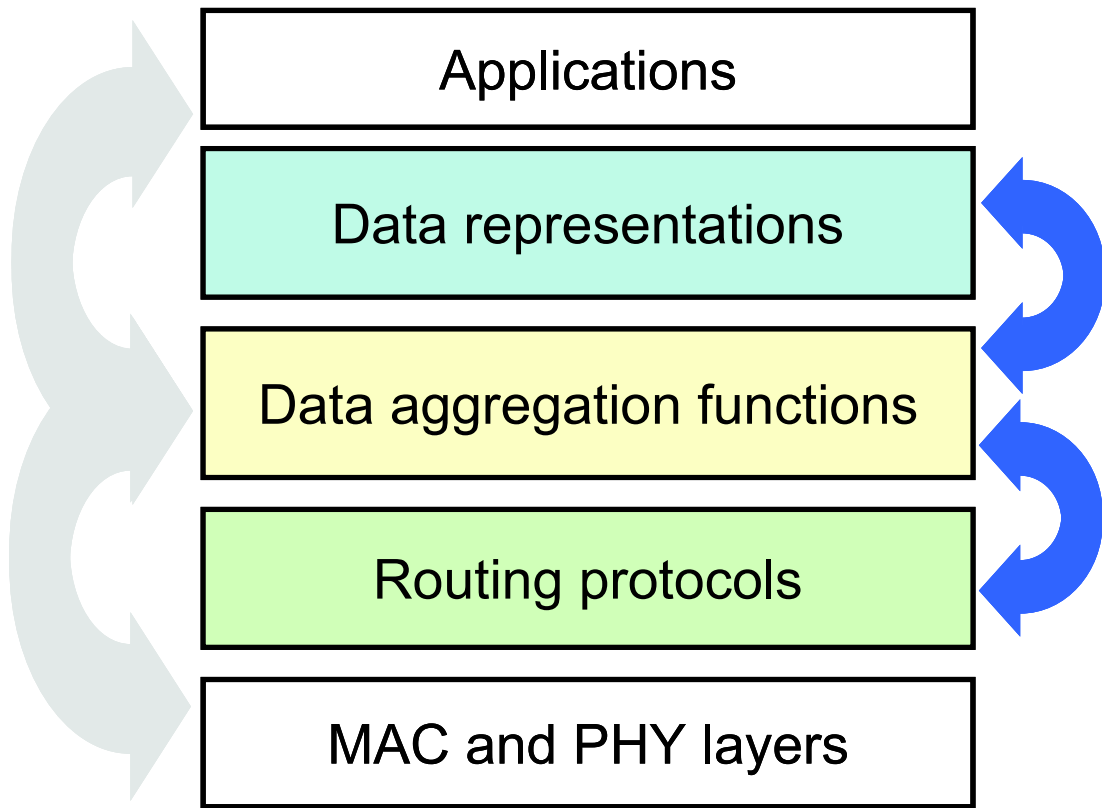 Applications
Data representations
Data aggregation functions
Routing protocols
MAC and PHY layers